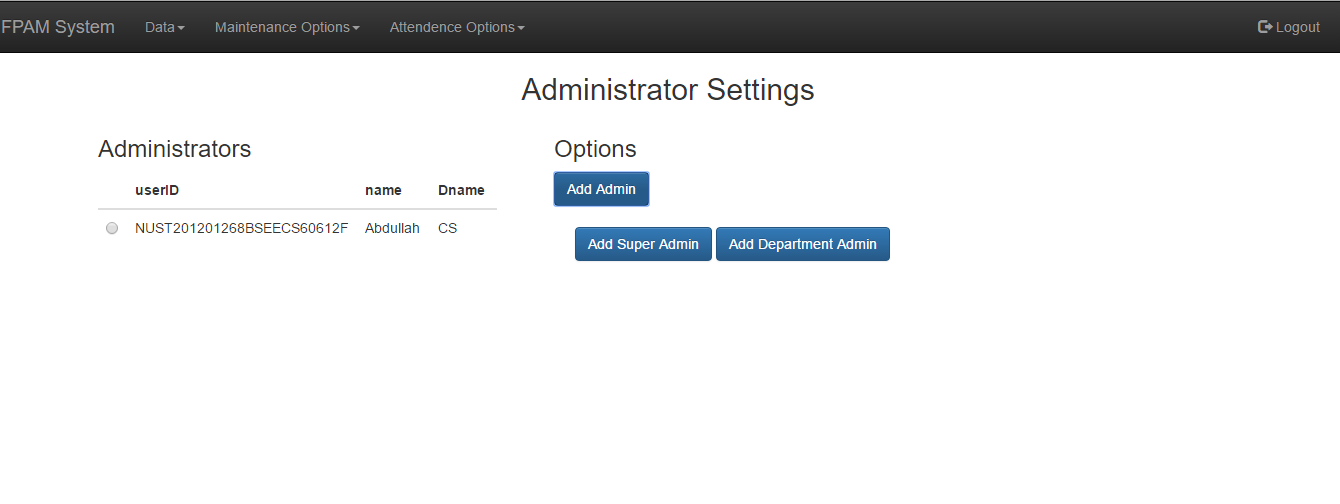 FPAM System Data Maintenance Options Attendence Options Logout
Administrator Settings
Administrators
userID name Dname
NUST201201268BSEECS60612F Abdullah CS
Options
Add Admin
Add Super Admin Add Department Admin